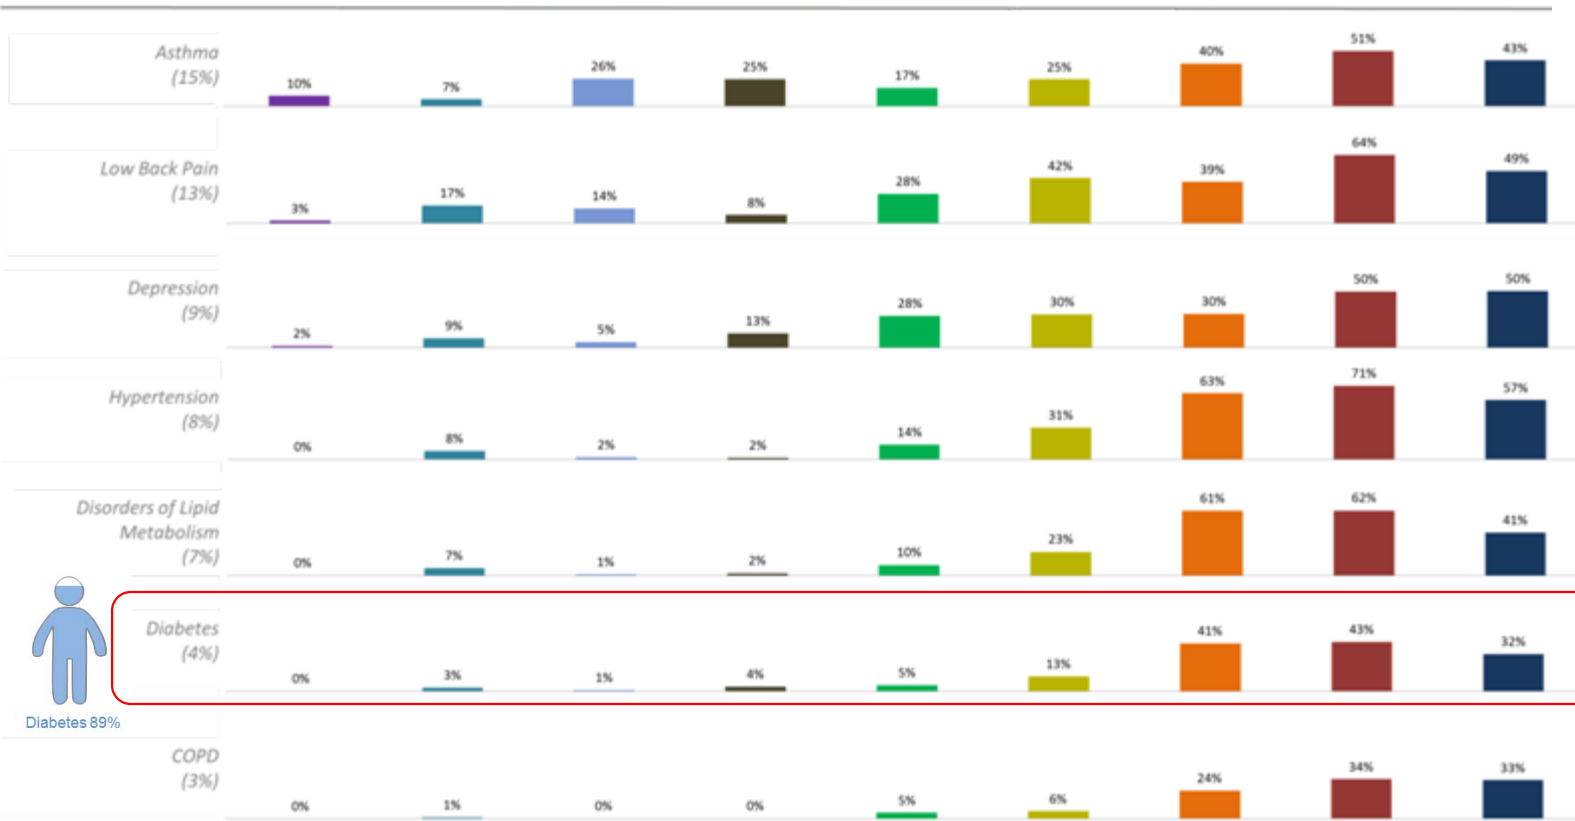 Asthma
(15%)
10% 7% 26% 25% 17% 25% 40% 51% 43%
Low Back Pain
(13%)
3% 17% 14% 8% 28% 42% 39% 64% 49%
Depression
(9%)
2% 9% 5% 13% 28% 30% 30% 50% 50%
Hypertension
(8%)
0% 8% 2% 2% 14% 31% 63% 71% 57%
Disorders of Lipid
Metabolism
(7%)
0% 7% 1% 2% 10% 23% 61% 62% 41%
Diabetes
(4%)
0% 3% 1% 4% 5% 13% 41% 43% 32%
Diabetes 89%
COPD
(3%)
0% 1% 0% 0% 5% 6% 24% 34% 33%